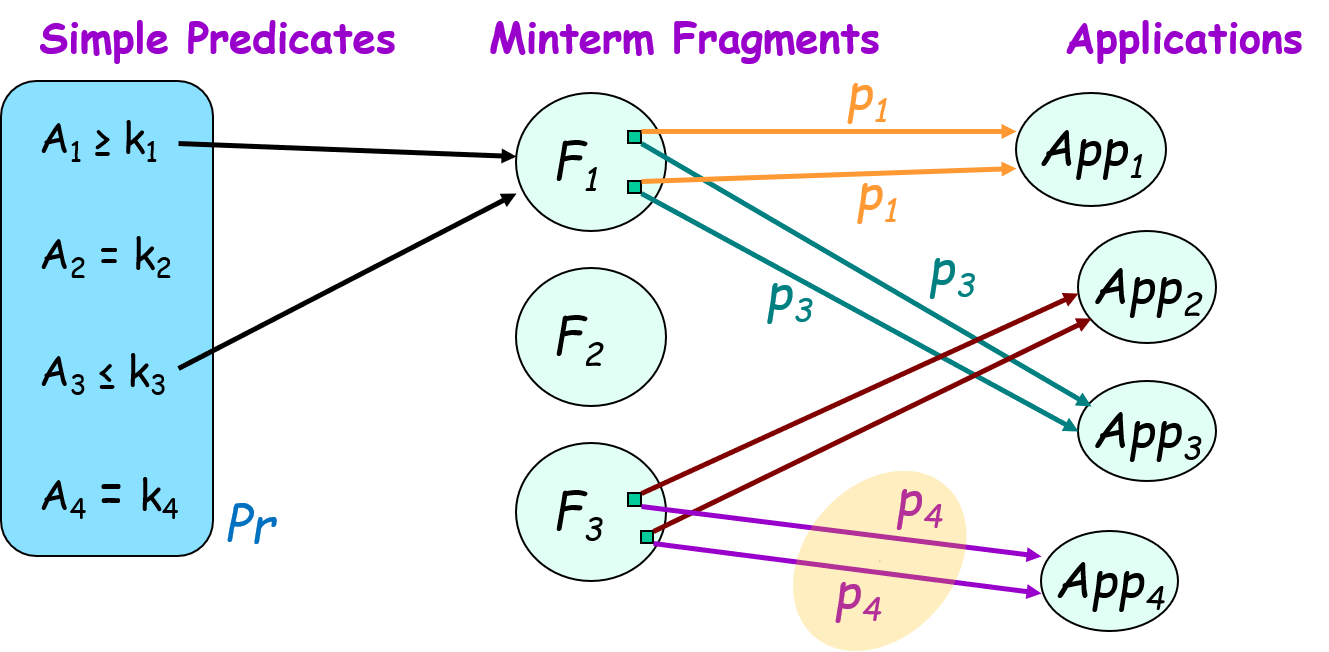 Simple Predicates
Minterm Fragments
Applications
A₁ ≥ k₁
A₂ = k₂
A₃ ≤ k₃
A₄ = k₄
Pr
F₁
F₂
F₃
p₁
p₁
p₃
p₃
p₄
p₄
App₁
App₂
App₃
App₄